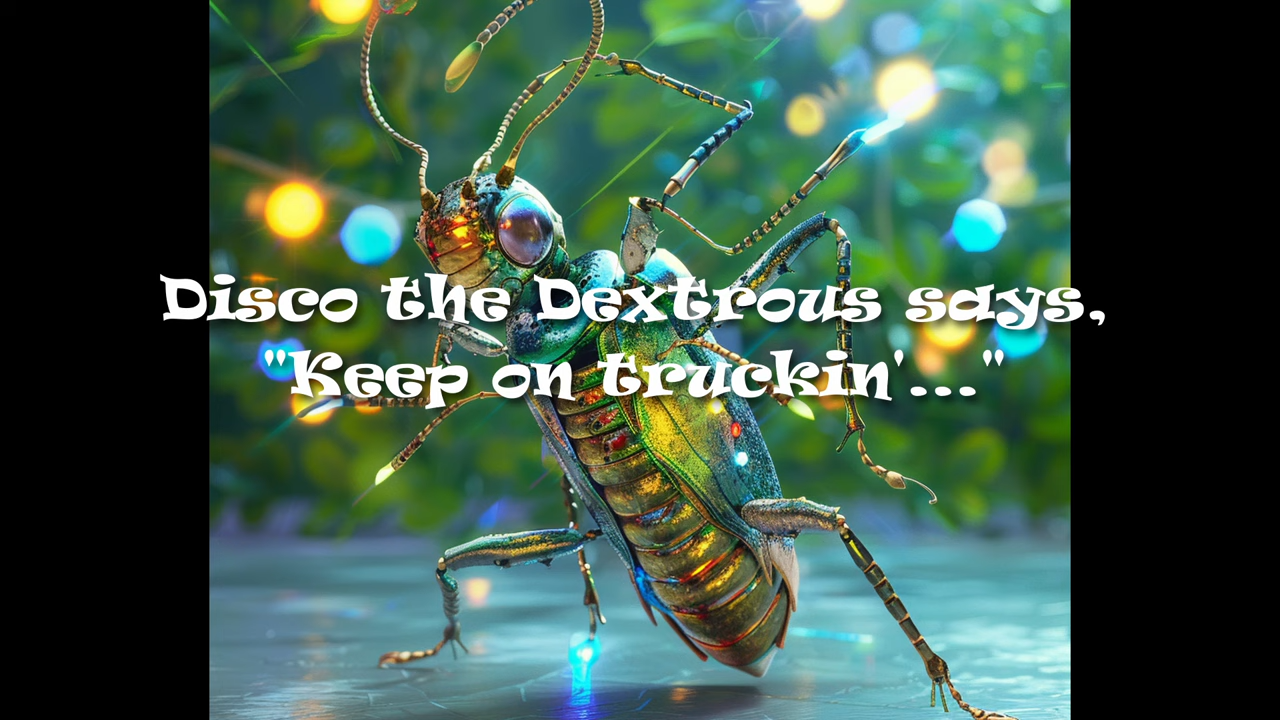 Disco the Dextrous says,
"Keep on truckin'..."